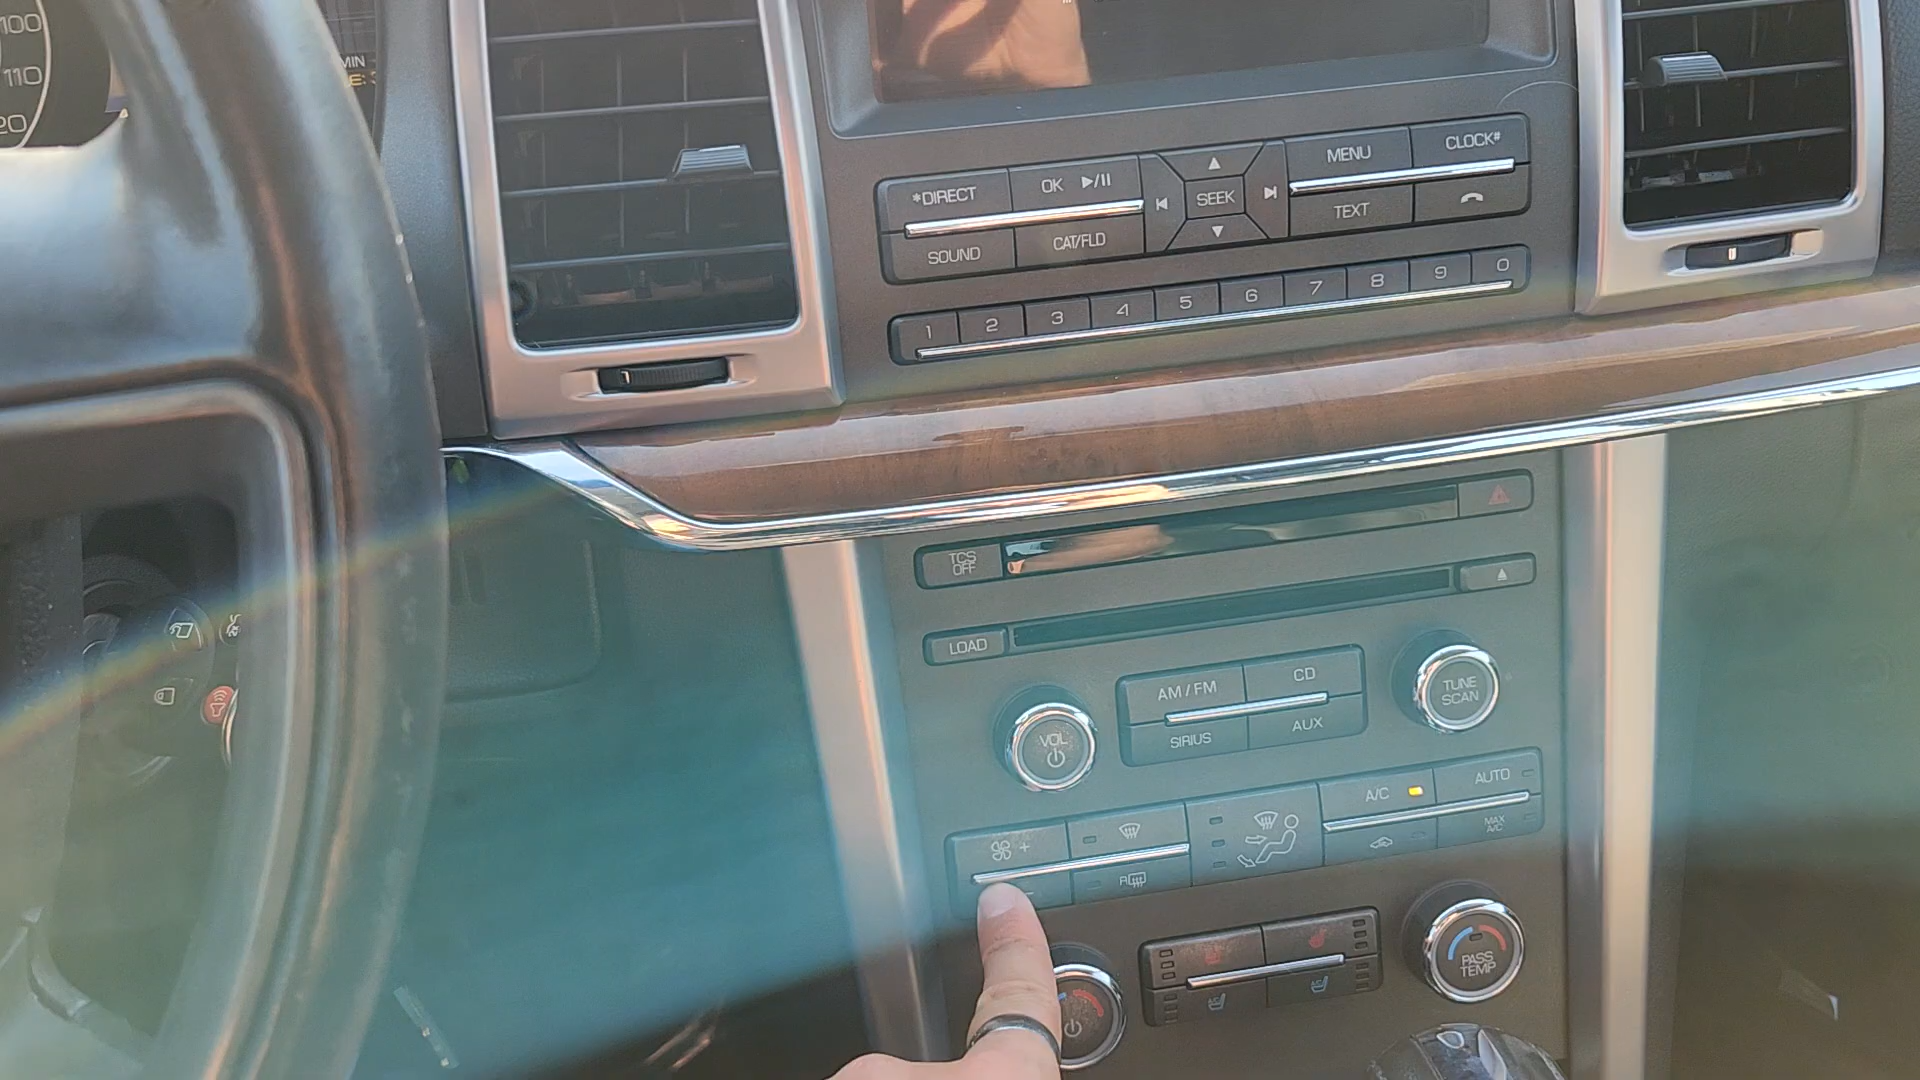 100
110
20
MIN
E:
*DIRECT
OK
MENU
CLOCK#
SEEK
SOUND
CAT/FLD
TEXT
1 2 3 4 5 6 7 8 9 0
TCS
OFF
LOAD
AM / FM
CD
SIRIUS
AUX
VOL
TUNE
SCAN
+
A/C
AUTO
MAX
A/C
-
R
PASS
TEMP